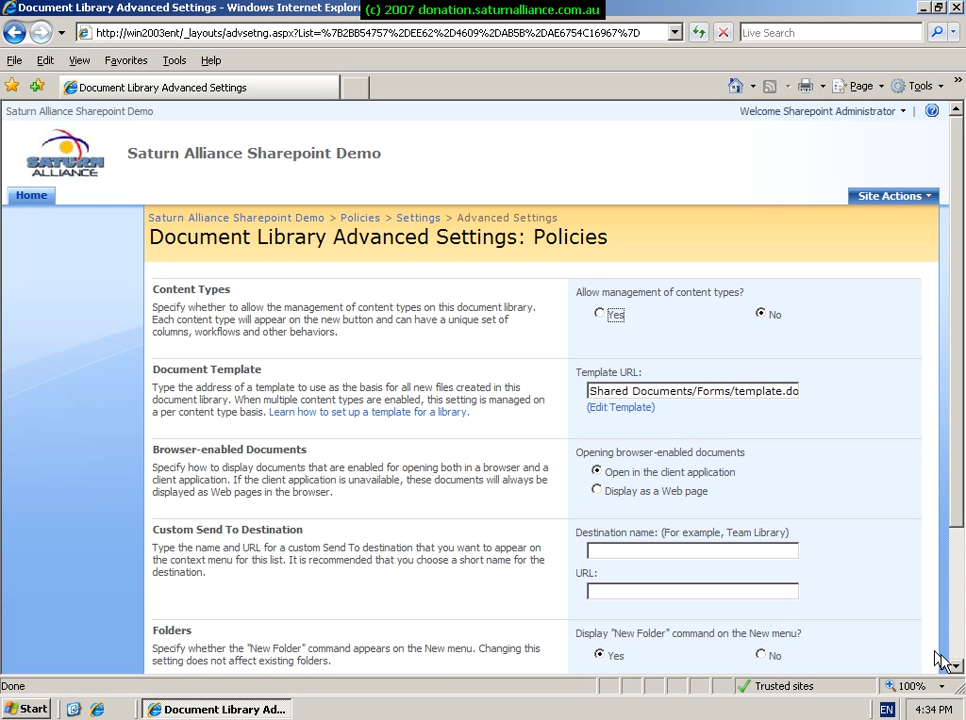 Document Library Advanced Settings - Windows Internet Explor
(c) 2007 donation.saturnalliance.com.au
http://win2003ent/_layouts/advsetng.aspx?List=%7B2BB54757%2DEE62%2D4609%2DAB5B%2DAE6754C16967%7D
Live Search
File Edit View Favorites Tools Help
Document Library Advanced Settings
Page Tools
Saturn Alliance Sharepoint Demo
Welcome Sharepoint Administrator
SATURN
ALLIANCE
Saturn Alliance Sharepoint Demo
Home
Site Actions
Saturn Alliance Sharepoint Demo > Policies > Settings > Advanced Settings
Document Library Advanced Settings: Policies
Content Types
Specify whether to allow the management of content types on this document library.
Each content type will appear on the new button and can have a unique set of
columns, workflows and other behaviors.
Allow management of content types?
Yes No
Document Template
Type the address of a template to use as the basis for all new files created in this
document library. When multiple content types are enabled, this setting is managed on
a per content type basis. Learn how to set up a template for a library.
Template URL:
Shared Documents/Forms/template.do
(Edit Template)
Browser-enabled Documents
Specify how to display documents that are enabled for opening both in a browser and a
client application. If the client application is unavailable, these documents will always be
displayed as Web pages in the browser.
Opening browser-enabled documents
Open in the client application
Display as a Web page
Custom Send To Destination
Type the name and URL for a custom Send To destination that you want to appear on
the context menu for this list. It is recommended that you choose a short name for the
destination.
Destination name: (For example, Team Library)
URL:
Folders
Specify whether the "New Folder" command appears on the New menu. Changing this
setting does not affect existing folders.
Display "New Folder" command on the New menu?
Yes No
Done
Trusted sites
100%
Start
Document Library Ad...
EN
4:34 PM